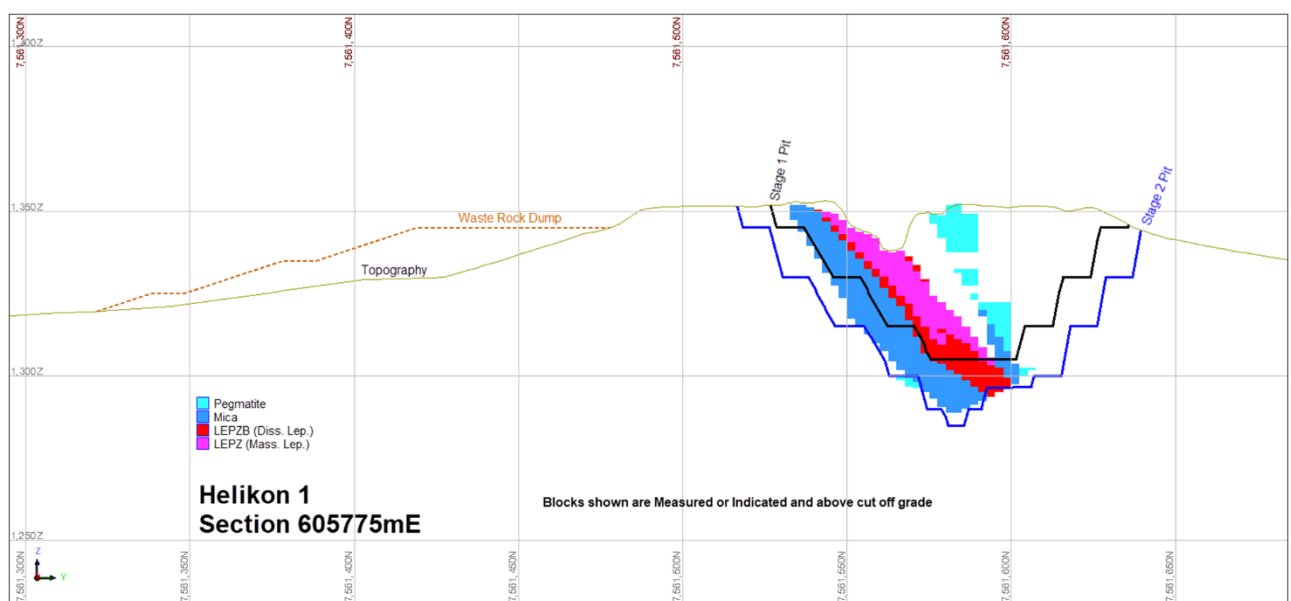 7,561,300N
7,561,400N
7,561,500N
7,561,600N
1,400Z
Stage 1 Pit
Stage 2 Pit
1,350Z
Waste Rock Dump
Topography
1,300Z
Pegmatite
Mica
LEPZB (Diss. Lep.)
LEPZ (Mass. Lep.)
Helikon 1
Section 605775mE
Blocks shown are Measured or Indicated and above cut off grade
1,250Z
Z
Y
7,561,300N
7,561,350N
7,561,400N
7,561,450N
7,561,500N
7,561,550N
7,561,600N
7,561,650N